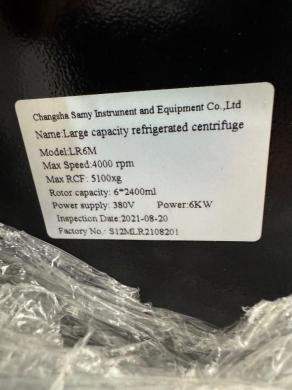 Changsha Samy Instrument and Equipment Co.,Ltd
Name:Large capacity refrigerated centrifuge
Model:LR6M
Max Speed:4000 rpm
Max RCF: 5100xg
Rotor capacity: 6*2400ml
Power supply: 380V Power:6KW
Inspection Date:2021-08-20
Factory No.: S12MLR2108201